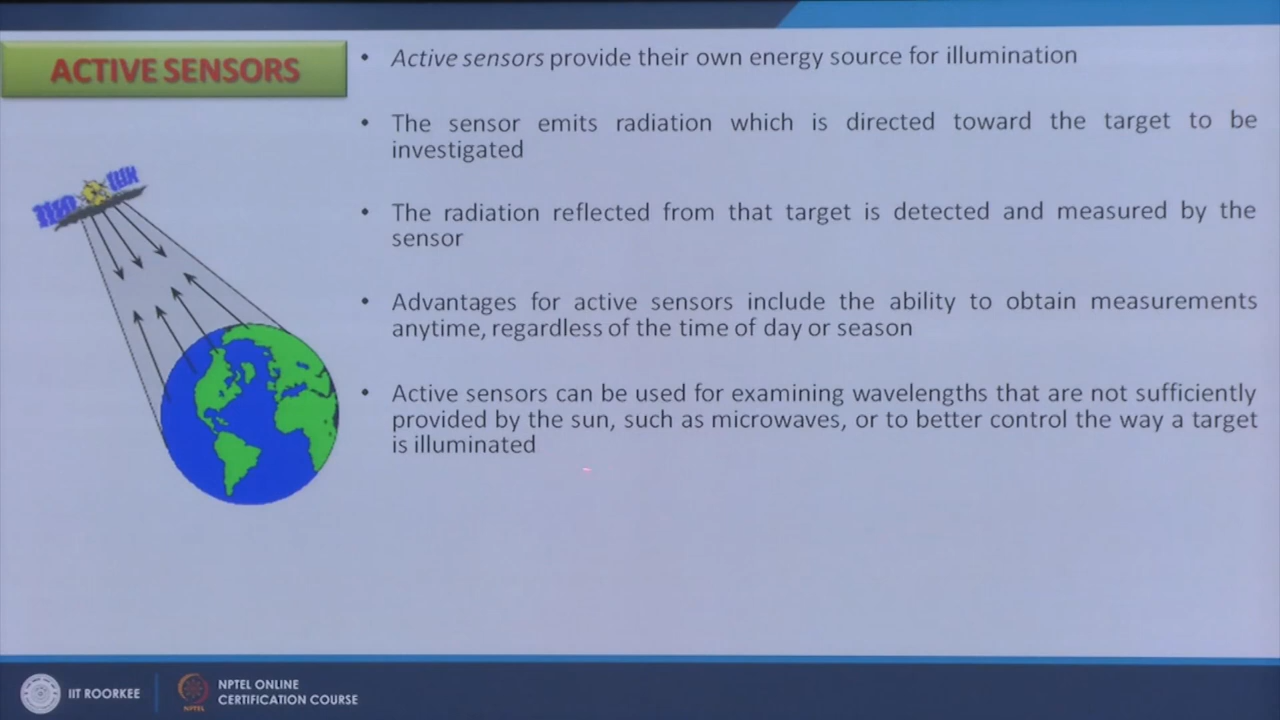 ACTIVE SENSORS
• Active sensors provide their own energy source for illumination
• The sensor emits radiation which is directed toward the target to be
investigated
• The radiation reflected from that target is detected and measured by the
sensor
• Advantages for active sensors include the ability to obtain measurements
anytime, regardless of the time of day or season
• Active sensors can be used for examining wavelengths that are not sufficiently
provided by the sun, such as microwaves, or to better control the way a target
is illuminated
IIT ROORKEE
NPTEL
NPTEL ONLINE
CERTIFICATION COURSE